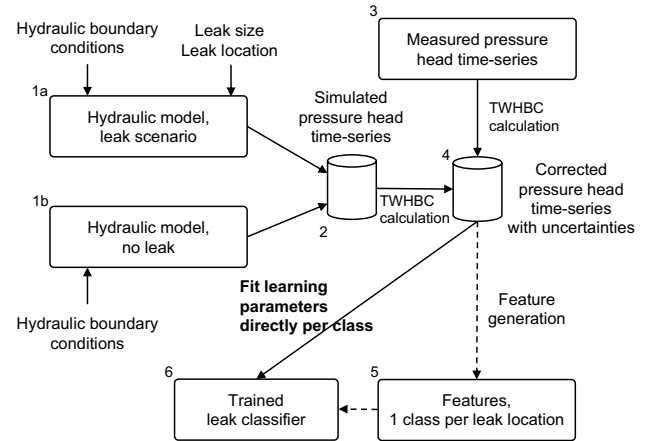 Hydraulic boundary
conditions
Leak size
Leak location
3
Measured pressure
head time-series
1a
Hydraulic model,
leak scenario
Simulated
pressure head
time-series
TWHBC
calculation
4
1b
Hydraulic model,
no leak
2
TWHBC
calculation
Corrected
pressure head
time-series
with uncertainties
Hydraulic boundary
conditions
Fit learning
parameters
directly per class
Feature
generation
6
Trained
leak classifier
5
Features,
1 class per leak location